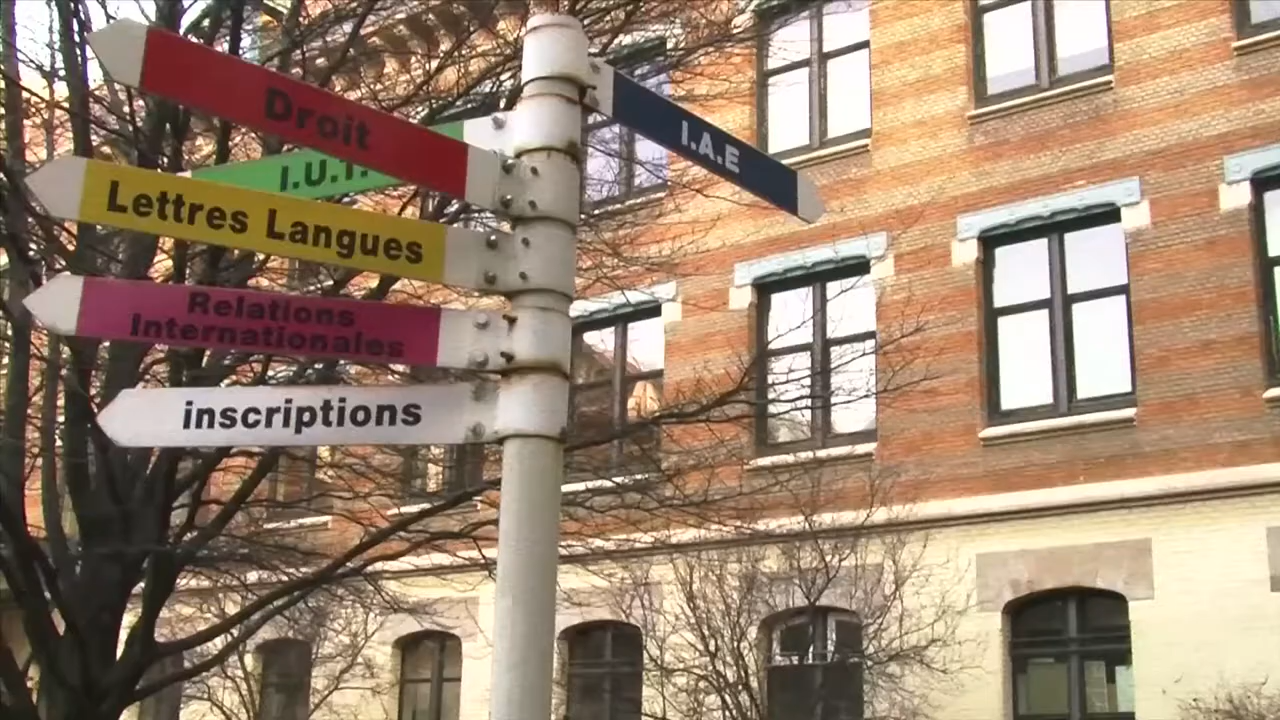 Droit
I.A.E
I.U.T.
Lettres Langues
Relations
Internationales
inscriptions